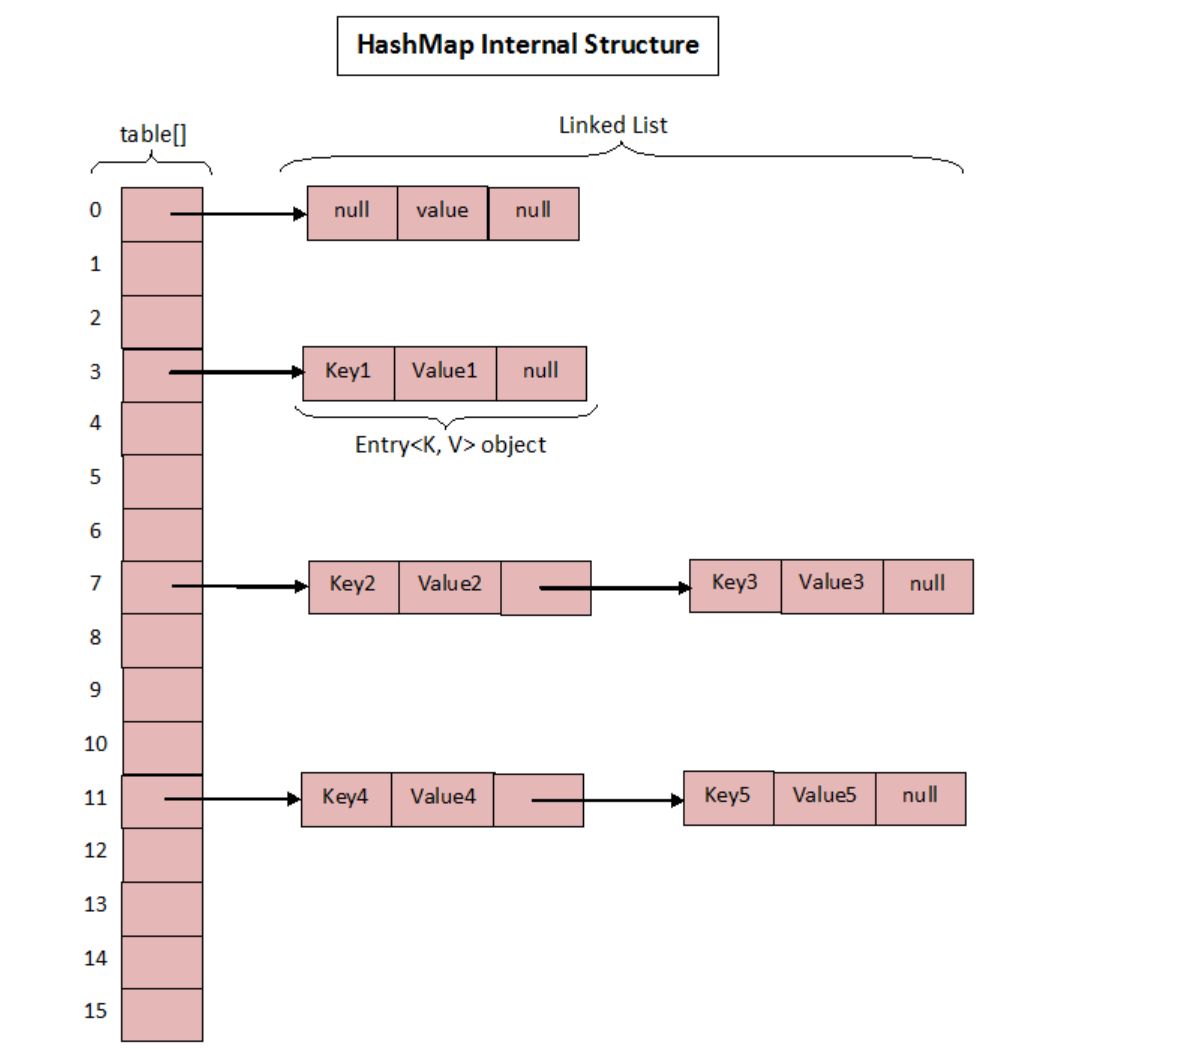 HashMap Internal Structure
table[]
Linked List
0 null value null
1
2
3 Key1 Value1 null
Entry<K, V> object
4
5
6
7 Key2 Value2 Key3 Value3 null
8
9
10
11 Key4 Value4 Key5 Value5 null
12
13
14
15